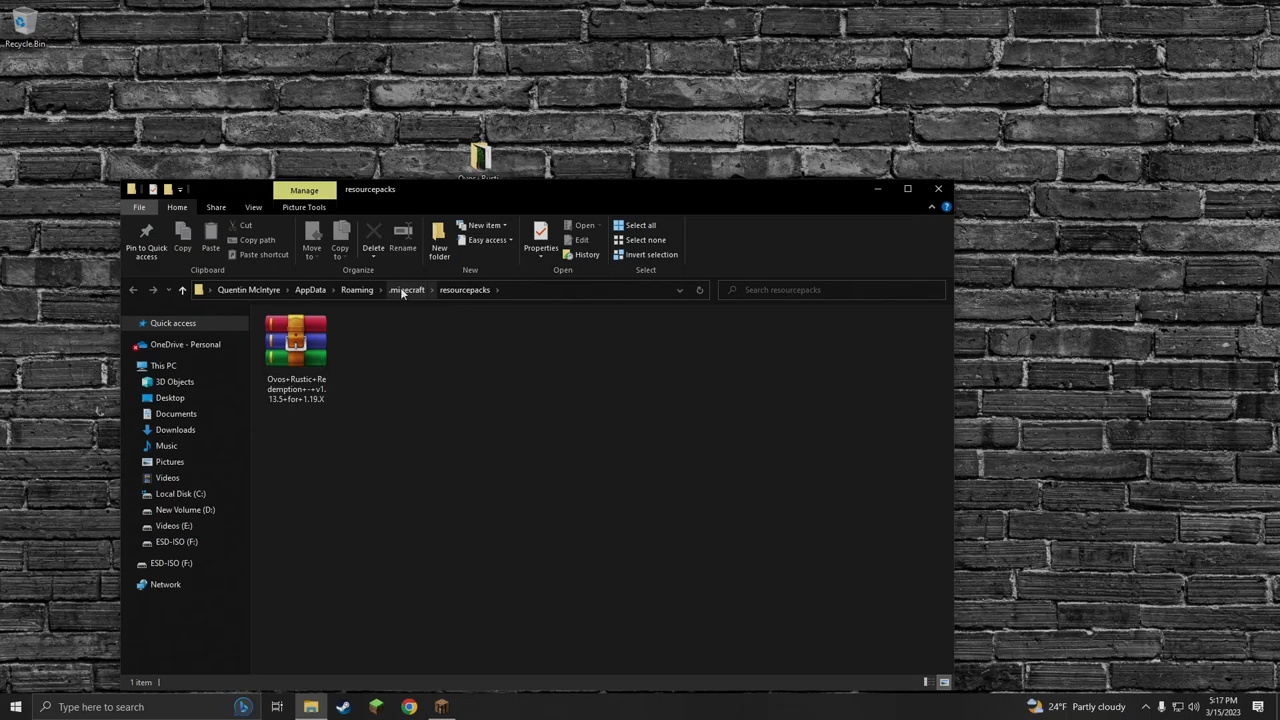 Recycle Bin
Ovos+Rusti
Manage
resourcepacks
File
Home
Share
View
Picture Tools
Pin to Quick
access
Copy
Paste
Cut
Copy path
Paste shortcut
Clipboard
Move
to
Copy
to
Delete
Rename
Organize
New
folder
New item
Easy access
New
Properties
Open
Edit
History
Open
Select all
Select none
Invert selection
Select
Quentin McIntyre
AppData
Roaming
.minecraft
resourcepacks
Search resourcepacks
Quick access
OneDrive - Personal
This PC
3D Objects
Desktop
Documents
Downloads
Music
Pictures
Videos
Local Disk (C:)
New Volume (D:)
Videos (E:)
ESD-ISO (F:)
ESD-ISO (F:)
Network
Ovos+Rustic+Re
demption+-+v1.
13.5+for+1.19.X
1 item
Type here to search
24°F Partly cloudy
5:17 PM
3/15/2023